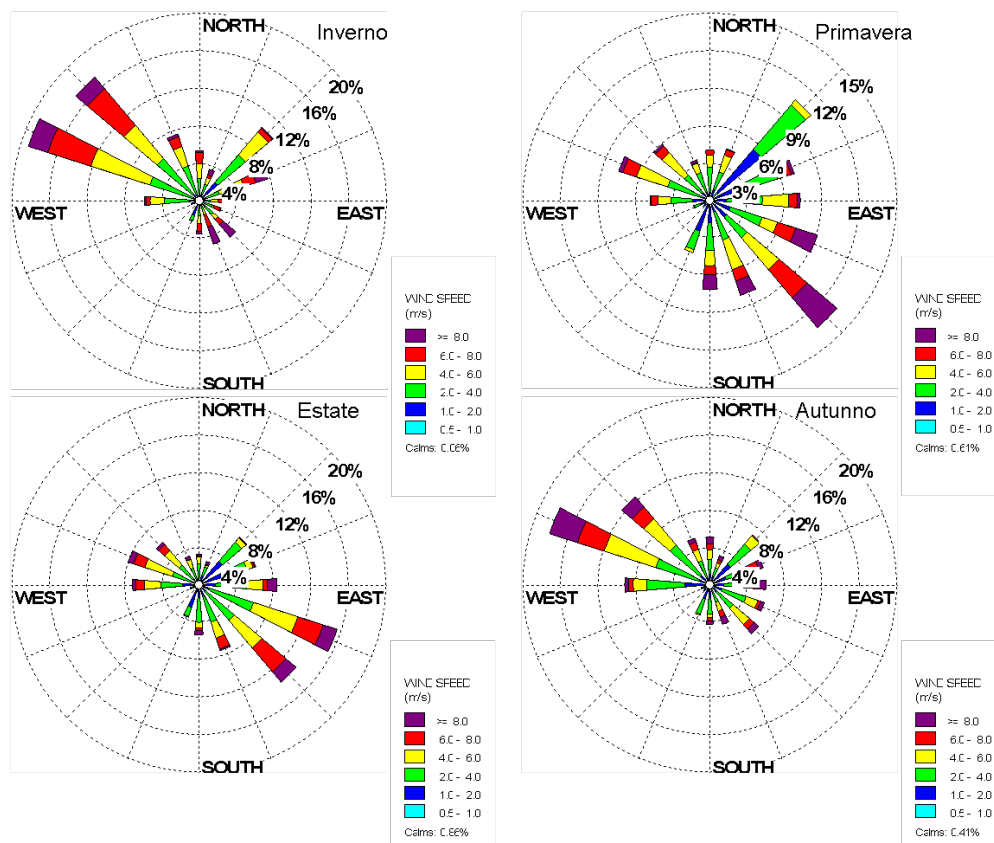 NORTH
Inverno
20%
16%
12%
8%
4%
WEST
EAST
SOUTH
WIND SPEED
(m/s)
>= 8.0
6.0 - 8.0
4.0 - 6.0
2.0 - 4.0
1.0 - 2.0
0.5 - 1.0
Calms: 0.06%
NORTH
Primavera
15%
12%
9%
6%
3%
WEST
EAST
SOUTH
WIND SPEED
(m/s)
>= 8.0
6.0 - 8.0
4.0 - 6.0
2.0 - 4.0
1.0 - 2.0
0.5 - 1.0
Calms: 0.61%
NORTH
Estate
20%
16%
12%
8%
4%
WEST
EAST
SOUTH
WIND SPEED
(m/s)
>= 8.0
6.0 - 8.0
4.0 - 6.0
2.0 - 4.0
1.0 - 2.0
0.5 - 1.0
Calms: 0.86%
NORTH
Autunno
20%
16%
12%
8%
4%
WEST
EAST
SOUTH
WIND SPEED
(m/s)
>= 8.0
6.0 - 8.0
4.0 - 6.0
2.0 - 4.0
1.0 - 2.0
0.5 - 1.0
Calms: 0.41%